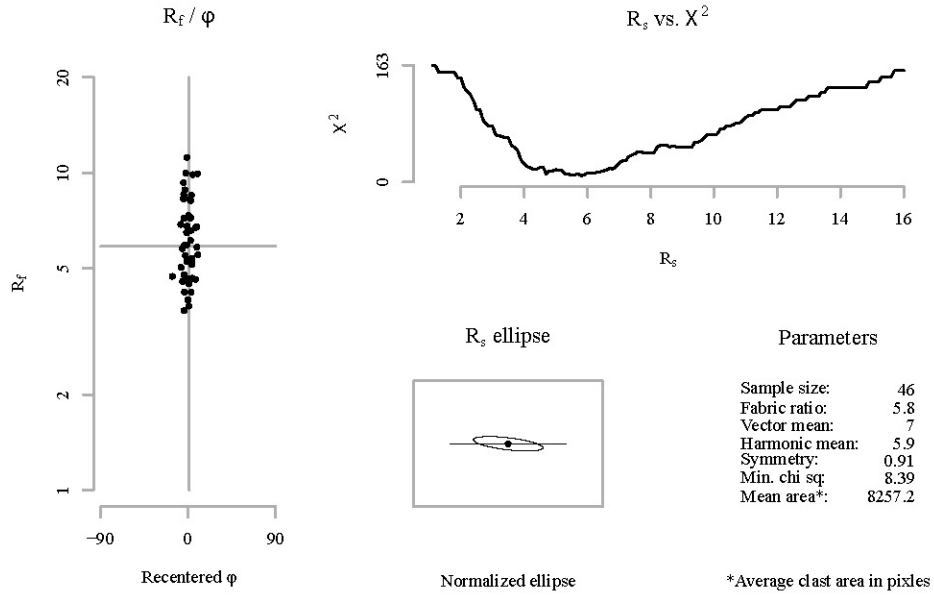 Rf / φ
20
10
5
2
1
Rf
−90 0 90
Recentered φ
Rs vs. X²
163
0
X²
2 4 6 8 10 12 14 16
Rs
Rs ellipse
Normalized ellipse
Parameters
Sample size: 46
Fabric ratio: 5.8
Vector mean: 7
Harmonic mean: 5.9
Symmetry: 0.91
Min. chi sq: 8.39
Mean area*: 8257.2
*Average clast area in pixles